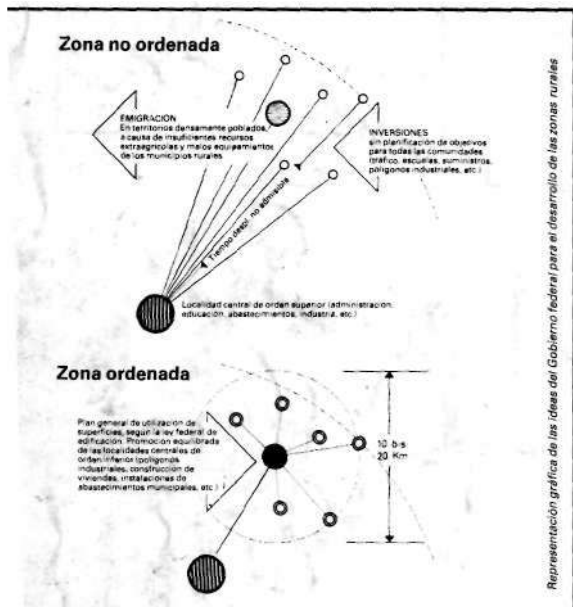 Zona no ordenada
EMIGRACION
En territorios densamente poblados,
a causa de insuficientes recursos
extraagrícolas y malos equipamientos
de los municipios rurales
INVERSIONES
sin planificación de objetivos
para todas las comunidades
(tráfico, escuelas, suministros,
polígonos industriales, etc.)
Tiempo despl. no admisible
Localidad central de orden superior (administración,
educación, abastecimientos, industria, etc.)
Zona ordenada
Plan general de utilización de
superficies, según la ley federal de
edificación. Promoción equilibrada
de las localidades centrales de
orden inferior (polígonos
industriales, construcción de
viviendas, instalaciones de
abastecimientos municipales, etc.)
10 bis
20 Km
Representación gráfica de las ideas del Gobierno federal para el desarrollo de las zonas rurales